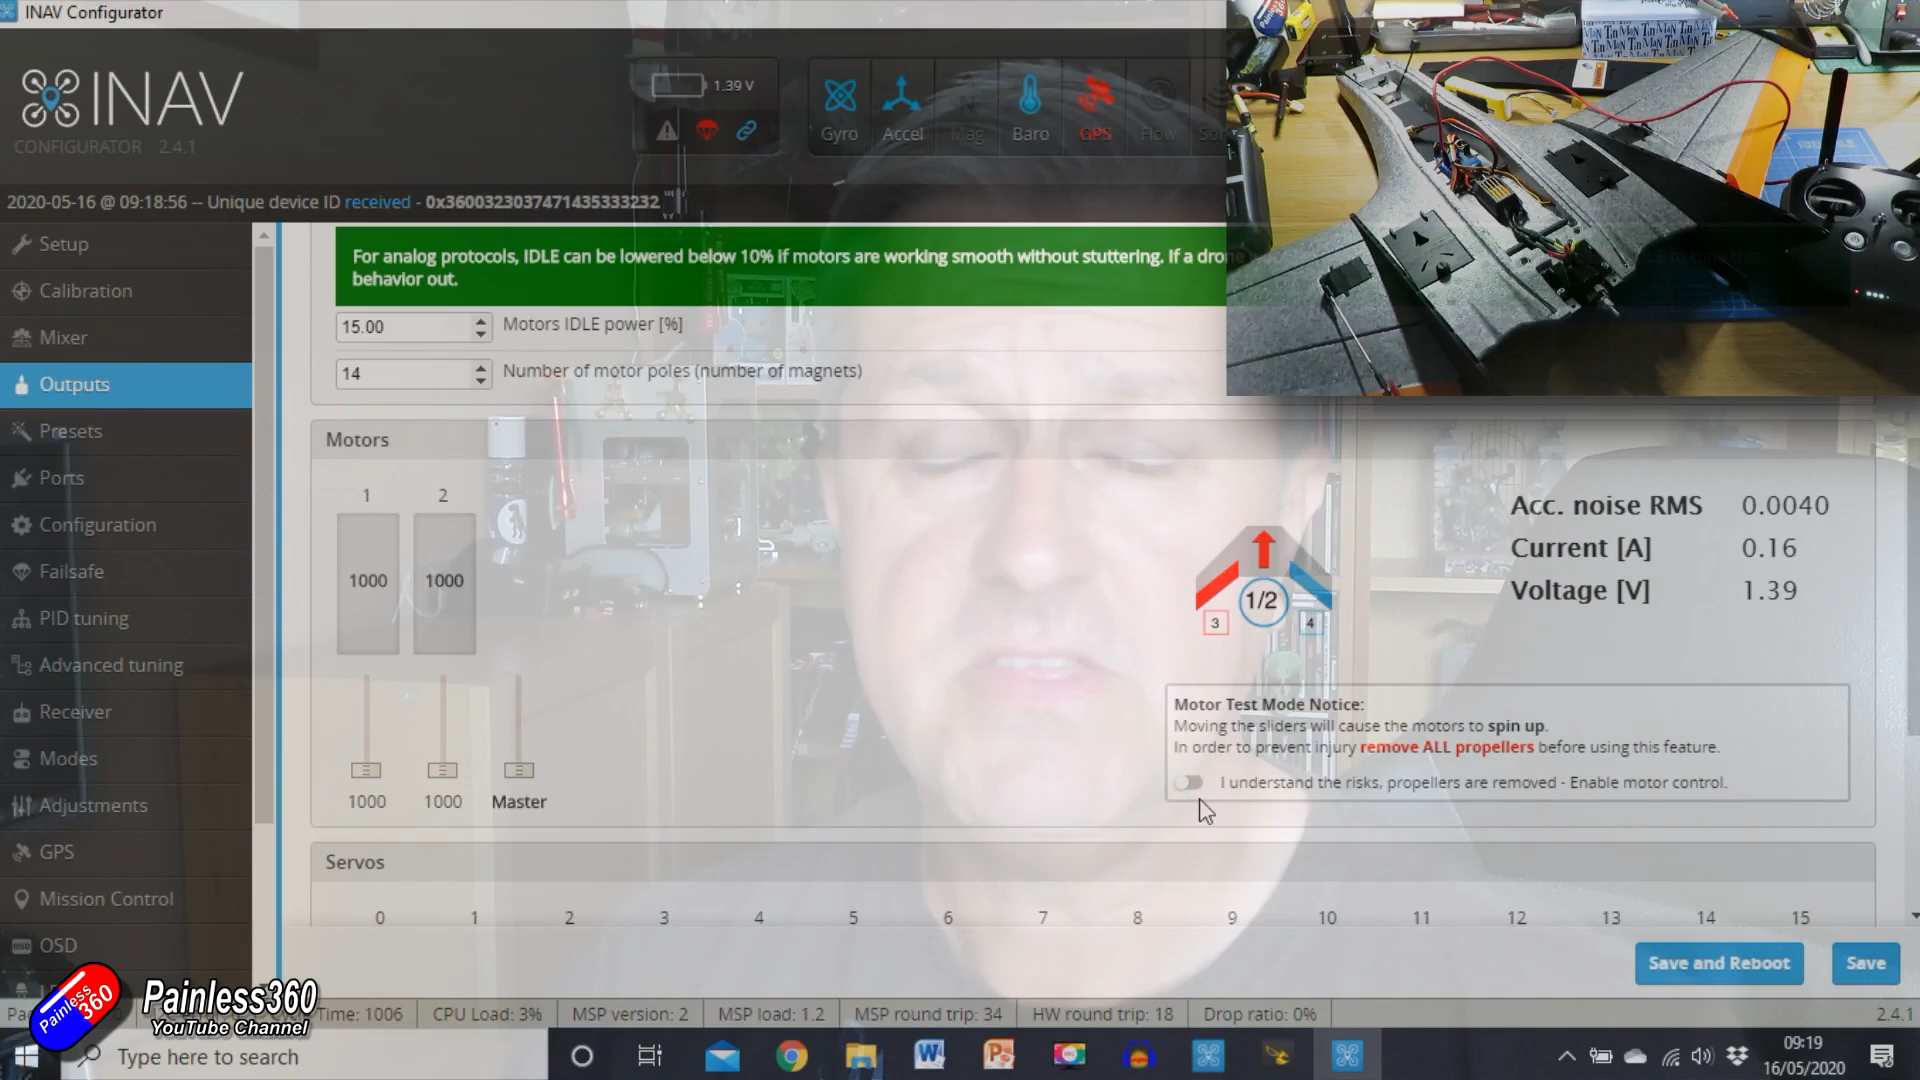 INAV Configurator
INAV
CONFIGURATOR 2.4.1
1.39 V
Gyro
Accel
Mag
Baro
GPS
Flow
2020-05-16 @ 09:18:56 -- Unique device ID received - 0x3600323037471435333232
Setup
Calibration
Mixer
Outputs
Presets
Ports
Configuration
Failsafe
PID tuning
Advanced tuning
Receiver
Modes
Adjustments
GPS
Mission Control
OSD
For analog protocols, IDLE can be lowered below 10% if motors are working smooth without stuttering. If a
behavior out.
15.00 Motors IDLE power [%]
14 Number of motor poles (number of magnets)
Motors
1 2
1000 1000
1000 1000 Master
1/2
3 4
Acc. noise RMS 0.0040
Current [A] 0.16
Voltage [V] 1.39
Motor Test Mode Notice:
Moving the sliders will cause the motors to spin up.
In order to prevent injury remove ALL propellers before using this feature.
I understand the risks, propellers are removed - Enable motor control.
Servos
0 1 2 3 4 5 6 7 8 9 10 11 12 13 14 15
Save and Reboot
Save
Painless 360
Painless360
YouTube Channel
Time: 1006 CPU Load: 3% MSP version: 2 MSP load: 1.2 MSP round trip: 34 HW round trip: 18 Drop ratio: 0% 2.4.1
Type here to search
09:19
16/05/2020